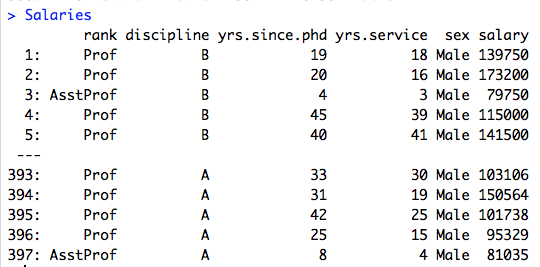 > Salaries
rank discipline yrs.since.phd yrs.service sex salary
1: Prof B 19 18 Male 139750
2: Prof B 20 16 Male 173200
3: AsstProf B 4 3 Male 79750
4: Prof B 45 39 Male 115000
5: Prof B 40 41 Male 141500
---
393: Prof A 33 30 Male 103106
394: Prof A 31 19 Male 150564
395: Prof A 42 25 Male 101738
396: Prof A 25 15 Male 95329
397: AsstProf A 8 4 Male 81035